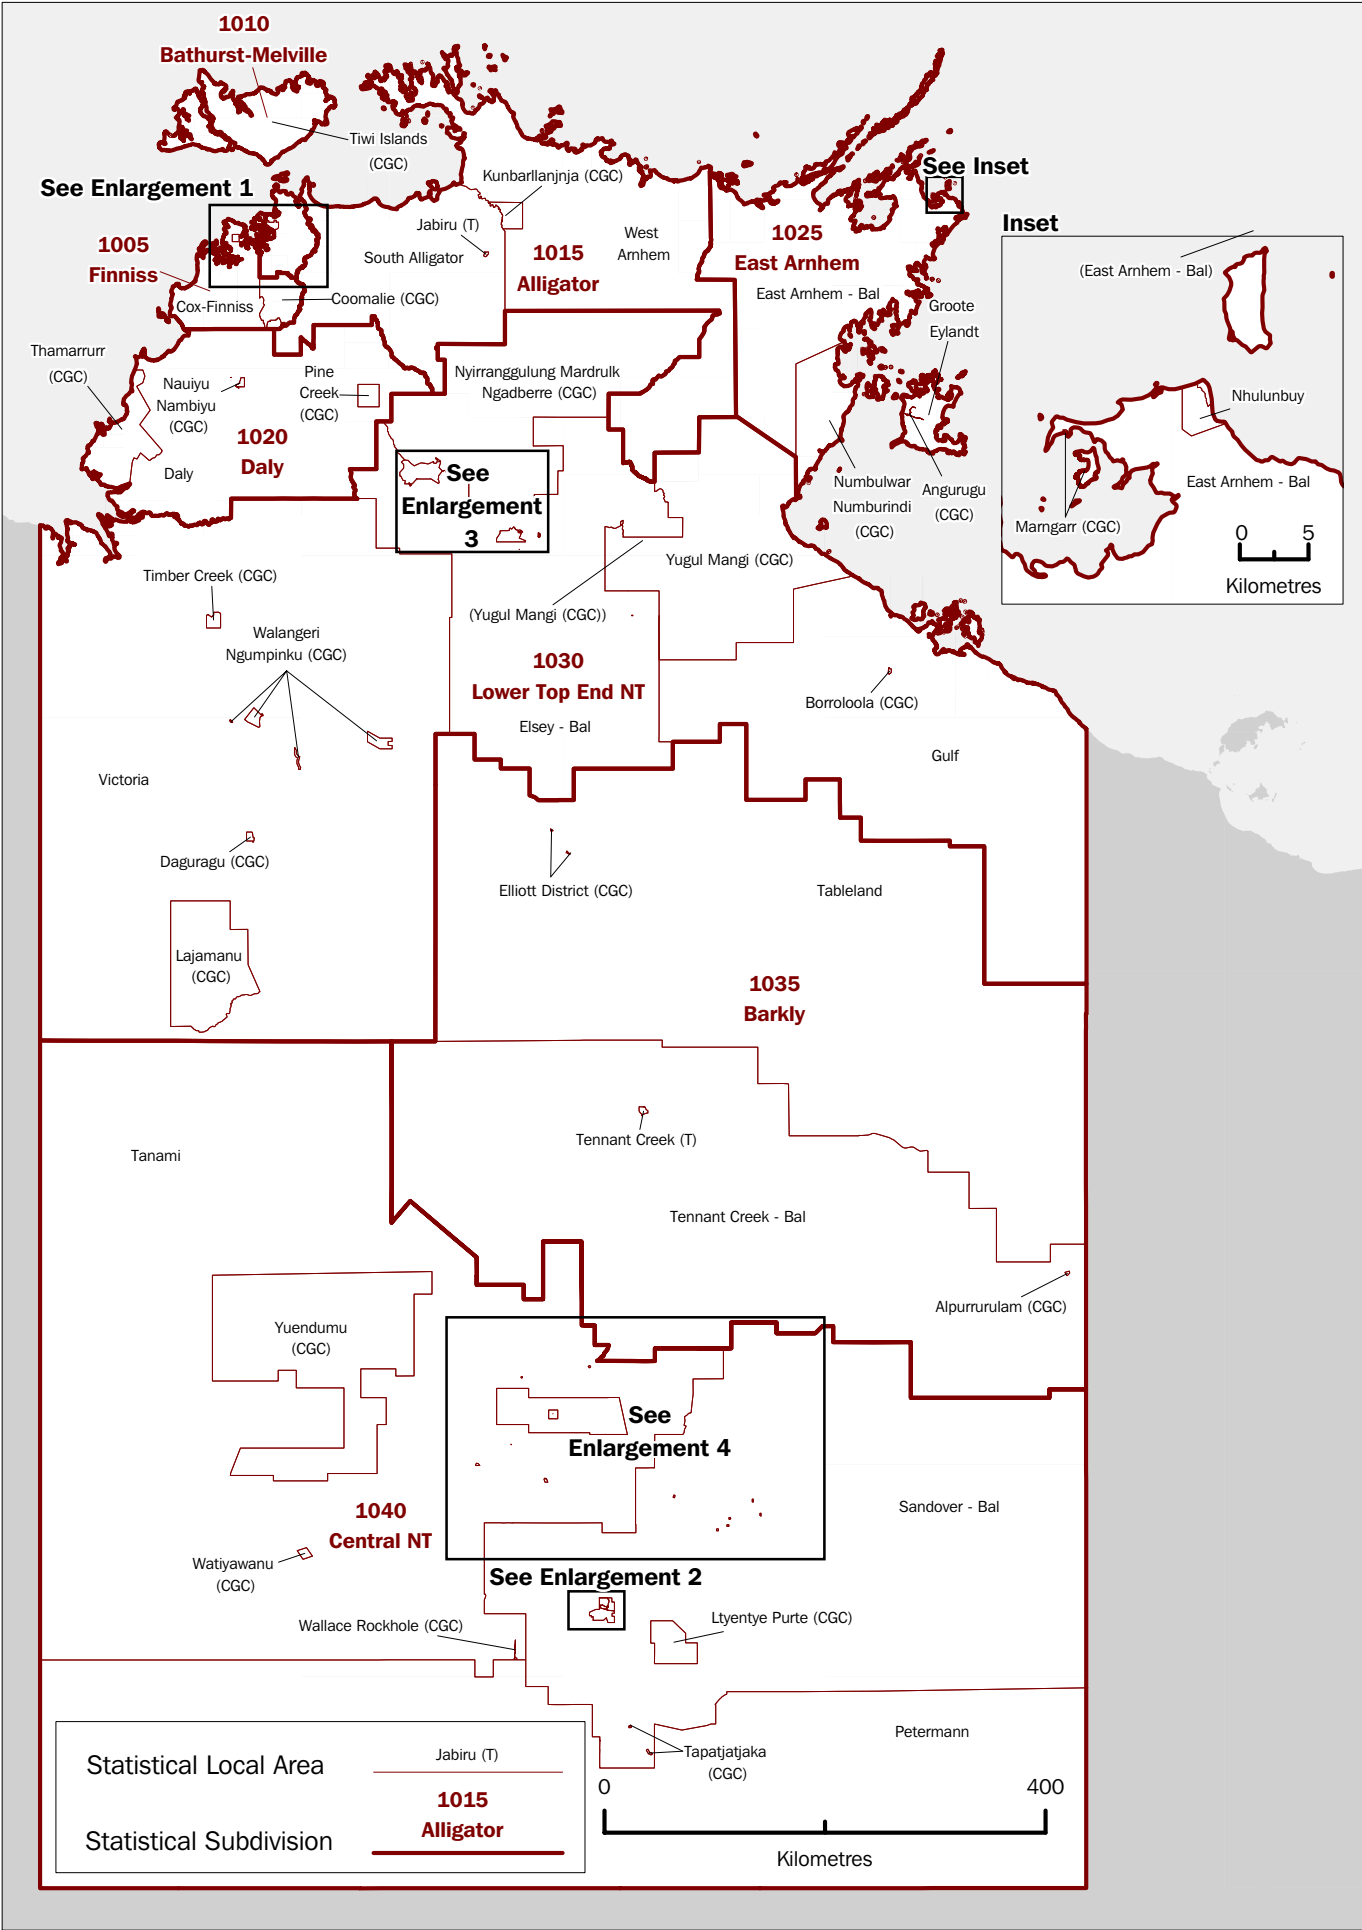 1010
Bathurst-Melville
Tiwi Islands
(CGC)
See Enlargement 1
Kunbarllanjnja (CGC)
See Inset
Jabiru (T)
West
Arnhem
1025
East Arnhem
1005
Finniss
South Alligator
1015
Alligator
East Arnhem - Bal
Coomalie (CGC)
Cox-Finniss
Groote
Eylandt
Inset
(East Arnhem - Bal)
Nhulunbuy
East Arnhem - Bal
Marngarr (CGC)
0
5
Kilometres
Thamarrurr
(CGC)
Nauiyu
Nambiyu
(CGC)
Pine
Creek
(CGC)
Nyirranggulung Mardrulk
Ngadberre (CGC)
1020
Daly
Daly
See
Enlargement
3
Numbulwar
Numburindi
(CGC)
Angurugu
(CGC)
Yugul Mangi (CGC)
Timber Creek (CGC)
(Yugul Mangi (CGC))
Walangeri
Ngumpinku (CGC)
1030
Lower Top End NT
Borroloola (CGC)
Elsey - Bal
Gulf
Victoria
Daguragu (CGC)
Elliott District (CGC)
Tableland
Lajamanu
(CGC)
1035
Barkly
Tennant Creek (T)
Tanami
Tennant Creek - Bal
Alpurrurulam (CGC)
Yuendumu
(CGC)
See
Enlargement 4
1040
Central NT
Sandover - Bal
Watiyawanu
(CGC)
See Enlargement 2
Wallace Rockhole (CGC)
Ltyentye Purte (CGC)
Petermann
Tapatjatjaka
(CGC)
Statistical Local Area
Jabiru (T)
1015
Alligator
Statistical Subdivision
0
400
Kilometres